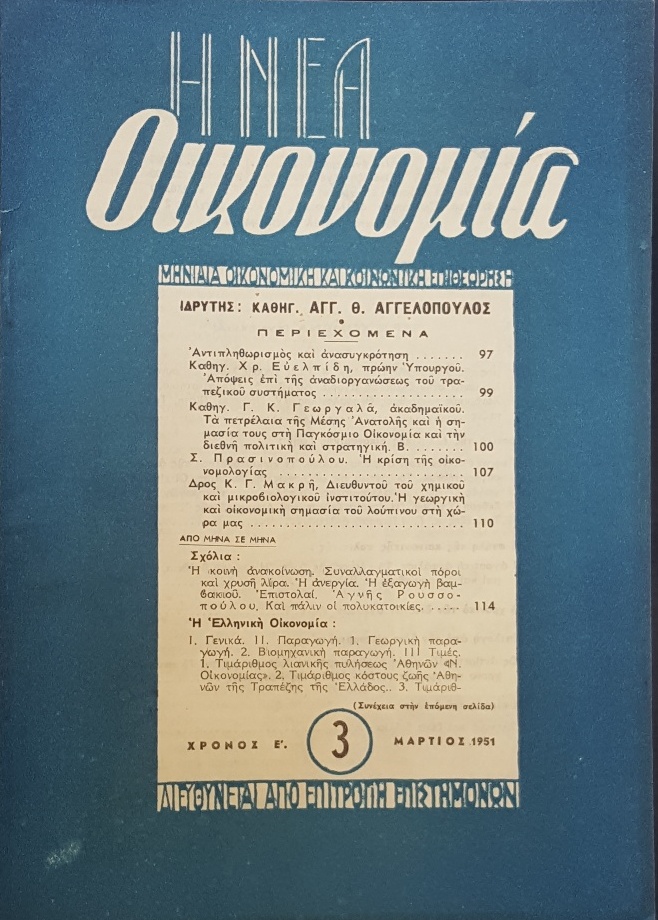 Η ΝΕΑ
Οικονομία
ΜΗΝΙΑΙΑ ΟΙΚΟΝΟΜΙΚΗ ΚΑΙ ΚΟΙΝΩΝΙΚΗ ΕΠΙΘΕΩΡΗΣΗ
ΙΔΡΥΤΗΣ: ΚΑΘΗΓ. ΑΓΓ. Θ. ΑΓΓΕΛΟΠΟΥΛΟΣ
ΠΕΡΙΕΧΟΜΕΝΑ
Ἀντιπληθωρισμὸς καὶ ἀνασυγκρότηση ....... 97
Καθηγ. Χρ. Εὐελπίδη, πρώην Ὑπουργοῦ.
Ἀπόψεις ἐπὶ τῆς ἀναδιοργανώσεως τοῦ τρα-
πεζικοῦ συστήματος .................. 99
Καθηγ. Γ. Κ. Γεωργαλᾶ, ἀκαδημαϊκοῦ.
Τὰ πετρέλαια τῆς Μέσης Ἀνατολῆς καὶ ἡ ση-
μασία τους στὴ Παγκόσμιο Οἰκονομία καὶ τὴν
διεθνῆ πολιτικὴ καὶ στρατηγική. Β. ....... 100
Σ. Πρασινοπούλου. Ἡ κρίση τῆς οἰκο-
νομολογίας ......................... 107
Δρος Κ. Γ. Μακρῆ, Διευθυντοῦ τοῦ χημικοῦ
καὶ μικροβιολογικοῦ ἰνστιτούτου. Ἡ γεωργικὴ
καὶ οἰκονομικὴ σημασία τοῦ λούπινου στὴ χώ-
ρα μας ............................ 110
ΑΠΟ ΜΗΝΑ ΣΕ ΜΗΝΑ
Σχόλια :
Ἡ κοινὴ ἀνακοίνωση. Συναλλαγματικοὶ πόροι
καὶ χρυσῆ λίρα. Ἡ ἀνεργία. Ἡ ἐξαγωγὴ βαμ-
βακιοῦ. Ἐπιστολαί, Ἁγνῆς Ρουσσο-
πούλου, Καὶ πάλιν οἱ πολυκατοικίες. ..... 114
Ἡ Ἑλληνικὴ Οἰκονομία :
Ι. Γενικά. ΙΙ. Παραγωγή. 1. Γεωργικὴ παρα-
γωγή. 2. Βιομηχανικὴ παραγωγή. ΙΙΙ Τιμές.
1. Τιμάριθμος λιανικῆς πυλήσεως Ἀθηνῶν «Ν.
Οἰκονομίας». 2. Τιμάριθμος κόστους ζωῆς Ἀθη-
νῶν τῆς Τραπέζης τῆς Ἑλλάδος.. 3. Τιμάριθ-
(Συνέχεια στὴν ἑπόμενη σελίδα)
ΧΡΟΝΟΣ Ε΄. 3 ΜΑΡΤΙΟΣ 1951
ΔΙΕΥΘΥΝΕΤΑΙ ΑΠΟ ΕΠΙΤΡΟΠΗ ΕΠΙΣΤΗΜΟΝΩΝ